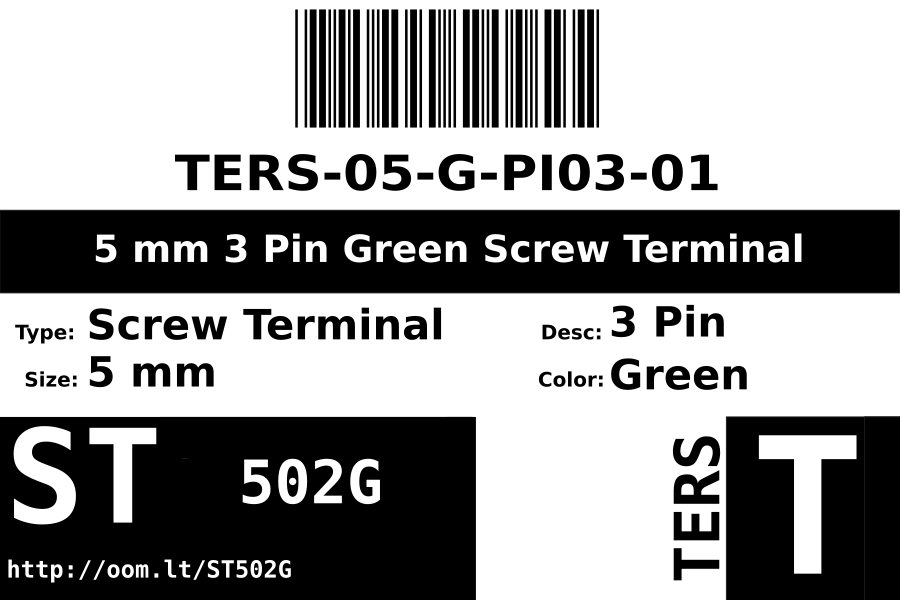 TERS-05-G-PI03-01
5 mm 3 Pin Green Screw Terminal
Type: Screw Terminal
Desc: 3 Pin
Size: 5 mm
Color: Green
ST 502G
TERS
T
http://oom.lt/ST502G